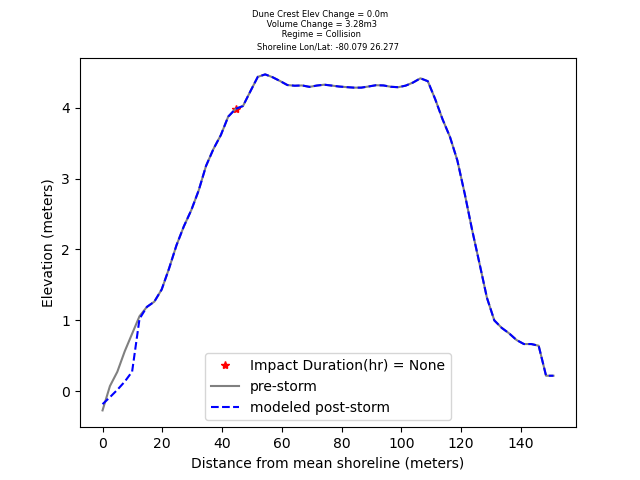 Dune Crest Elev Change = 0.0m
Volume Change = 3.28m3
Regime = Collision
Shoreline Lon/Lat: -80.079 26.277
Elevation (meters)
4
3
2
1
0
Impact Duration(hr) = None
pre-storm
modeled post-storm
0 20 40 60 80 100 120 140
Distance from mean shoreline (meters)